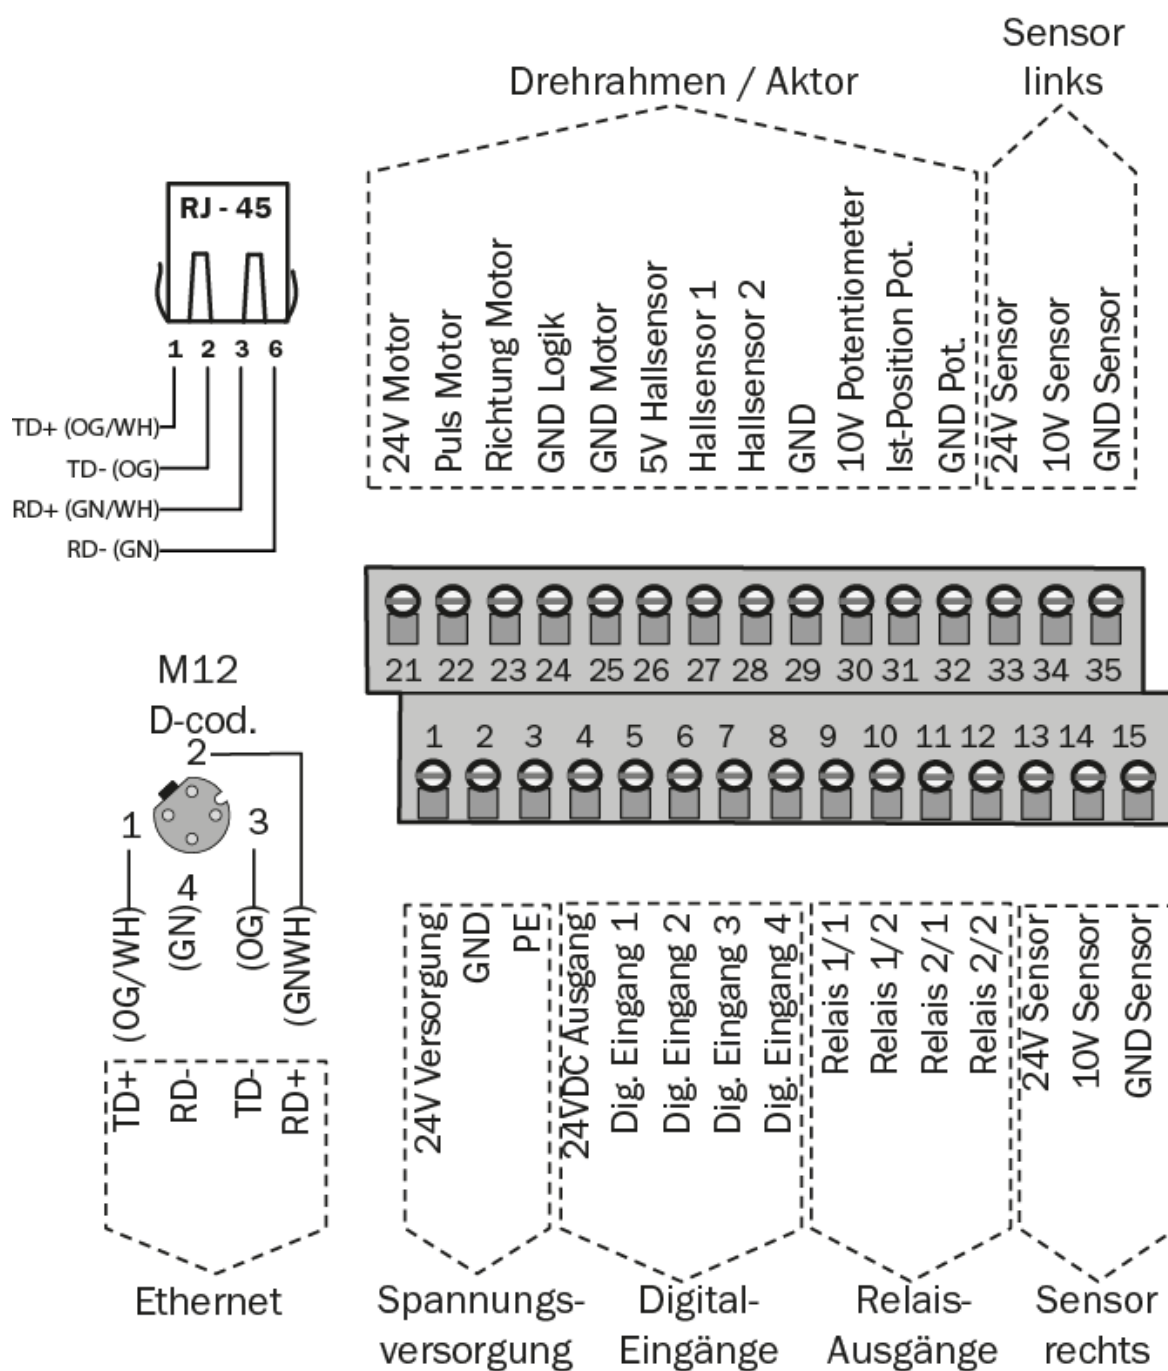 Sensor
links
Drehrahmen / Aktor
RJ - 45
1 2 3 6
TD+ (OG/WH)
TD- (OG)
RD+ (GN/WH)
RD- (GN)
24V Motor
Puls Motor
Richtung Motor
GND Logik
GND Motor
5V Hallsensor
Hallsensor 1
Hallsensor 2
GND
10V Potentiometer
Ist-Position Pot.
GND Pot.
24V Sensor
10V Sensor
GND Sensor
21 22 23 24 25 26 27 28 29 30 31 32 33 34 35
1 2 3 4 5 6 7 8 9 10 11 12 13 14 15
M12
D-cod.
2
1
3
4
(OG/WH)
(GN)
(OG)
(GNWH)
TD+
RD-
TD-
RD+
Ethernet
24V Versorgung
GND
PE
24VDC Ausgang
Dig. Eingang 1
Dig. Eingang 2
Dig. Eingang 3
Dig. Eingang 4
Relais 1/1
Relais 1/2
Relais 2/1
Relais 2/2
24V Sensor
10V Sensor
GND Sensor
Spannungs-
versorgung
Digital-
Eingänge
Relais-
Ausgänge
Sensor
rechts